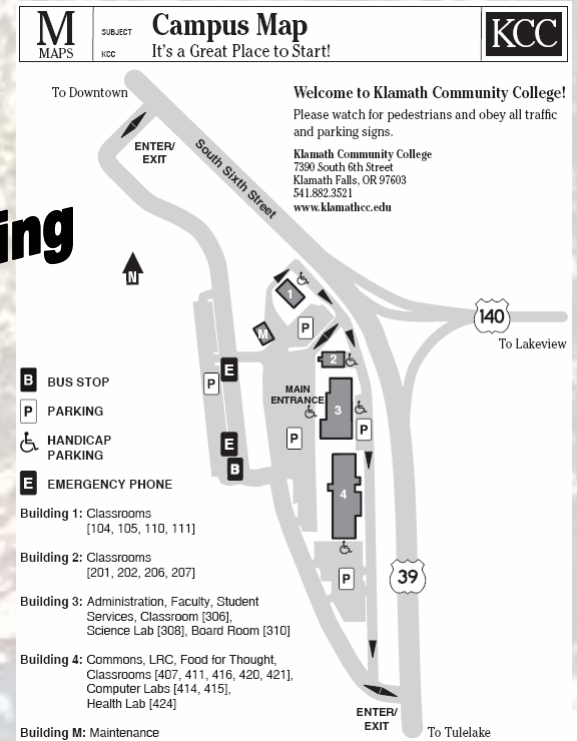 M
MAPS
SUBJECT
KCC
Campus Map
It's a Great Place to Start!
KCC
To Downtown
Welcome to Klamath Community College!
Please watch for pedestrians and obey all traffic
and parking signs.
Klamath Community College
7390 South 6th Street
Klamath Falls, OR 97603
541.882.3521
www.klamathcc.edu
ENTER/
EXIT
South Sixth Street
ing
N
1
M
P
140
To Lakeview
2
E
P
MAIN
ENTRANCE
3
P
P
E
B
4
P
39
B BUS STOP
P PARKING
HANDICAP
PARKING
E EMERGENCY PHONE
Building 1: Classrooms
[104, 105, 110, 111]
Building 2: Classrooms
[201, 202, 206, 207]
Building 3: Administration, Faculty, Student
Services, Classroom [306],
Science Lab [308], Board Room [310]
Building 4: Commons, LRC, Food for Thought,
Classrooms [407, 411, 416, 420, 421],
Computer Labs [414, 415],
Health Lab [424]
Building M: Maintenance
ENTER/
EXIT
To Tulelake